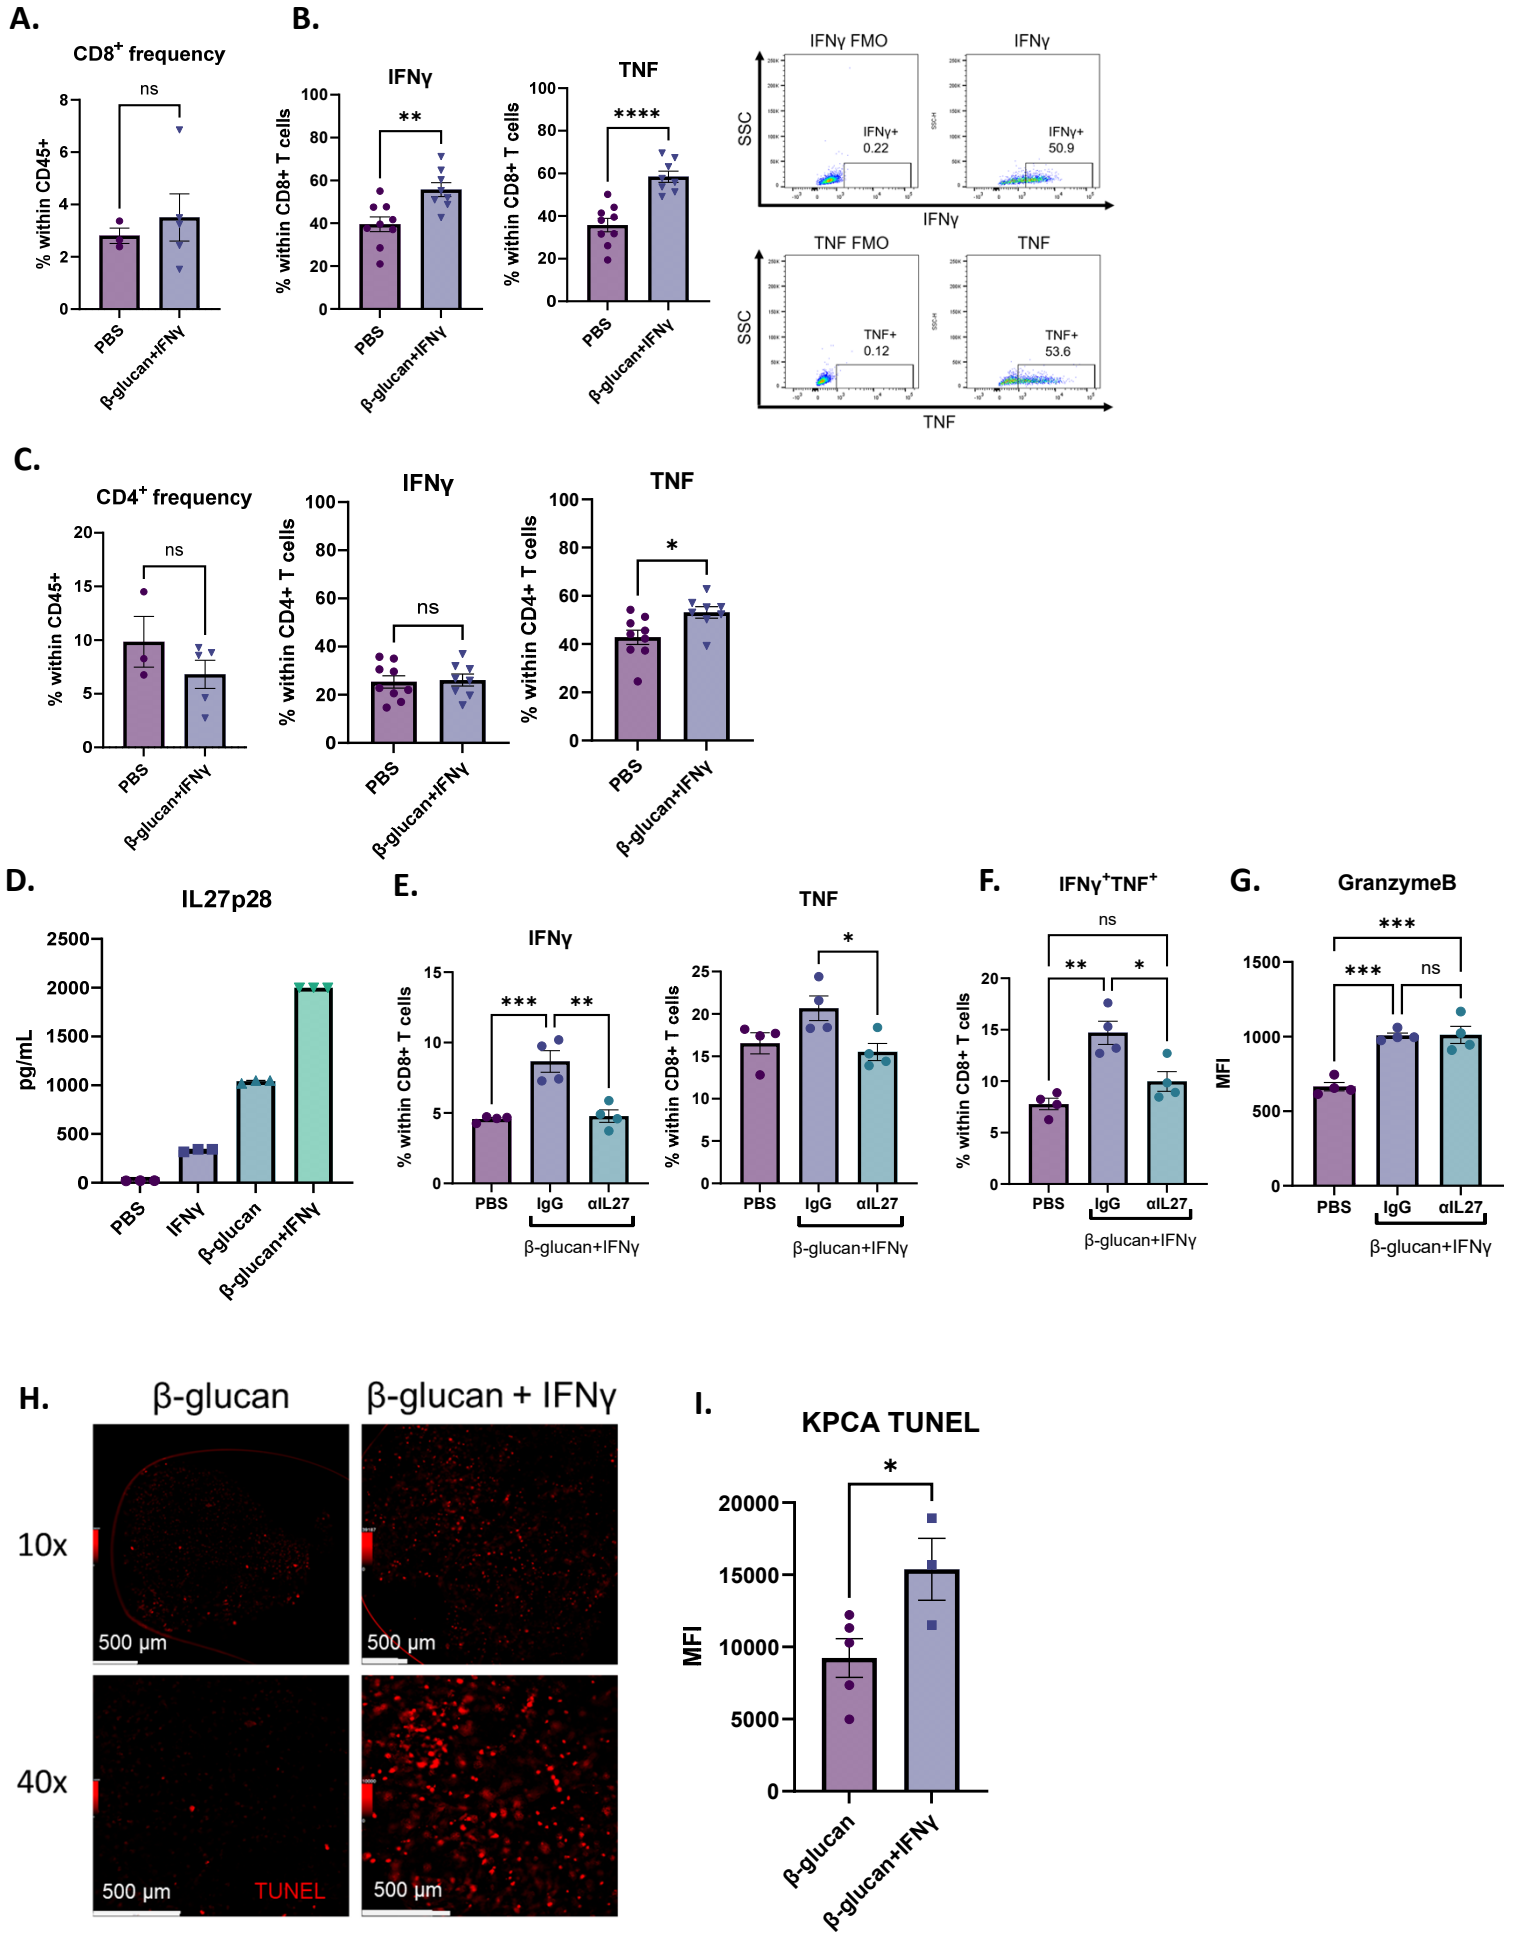 A.
CD8+ frequency
% within CD45+
8
6
4
2
0
ns
PBS
β-glucan+IFNγ
B.
IFNγ
% within CD8+ T cells
100
80
60
40
20
0
**
PBS
β-glucan+IFNγ
TNF
% within CD8+ T cells
100
80
60
40
20
0
****
PBS
β-glucan+IFNγ
IFNγ FMO
IFNγ
SSC
IFNγ+
0.22
SSC-H
IFNγ+
50.9
IFNγ
TNF FMO
TNF
SSC
TNF+
0.12
SSC-H
TNF+
53.6
TNF
C.
CD4+ frequency
% within CD45+
20
15
10
5
0
ns
PBS
β-glucan+IFNγ
IFNγ
% within CD4+ T cells
100
80
60
40
20
0
ns
PBS
β-glucan+IFNγ
TNF
% within CD4+ T cells
100
80
60
40
20
0
*
PBS
β-glucan+IFNγ
D.
IL27p28
pg/mL
2500
2000
1500
1000
500
0
PBS
IFNγ
β-glucan
β-glucan+IFNγ
E.
IFNγ
% within CD8+ T cells
15
10
5
0
***
**
PBS
IgG
αIL27
β-glucan+IFNγ
TNF
% within CD8+ T cells
25
20
15
10
5
0
*
PBS
IgG
αIL27
β-glucan+IFNγ
F.
IFNγ+TNF+
% within CD8+ T cells
20
15
10
5
0
ns
**
*
PBS
IgG
αIL27
β-glucan+IFNγ
G.
GranzymeB
MFI
1500
1000
500
0
***
***
ns
PBS
IgG
αIL27
β-glucan+IFNγ
H.
β-glucan
β-glucan + IFNγ
10x
500 μm
500 μm
40x
500 μm
TUNEL
500 μm
I.
KPCA TUNEL
MFI
20000
15000
10000
5000
0
*
β-glucan
β-glucan+IFNγ